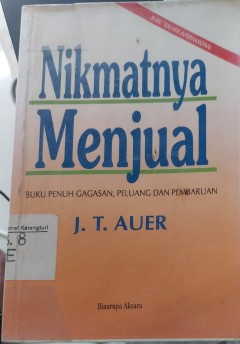 Nikmatnya
Menjual
BUKU PENUH GAGASAN, PELUANG DAN PEMBARUAN
J. T. AUER
Binarupa Aksara